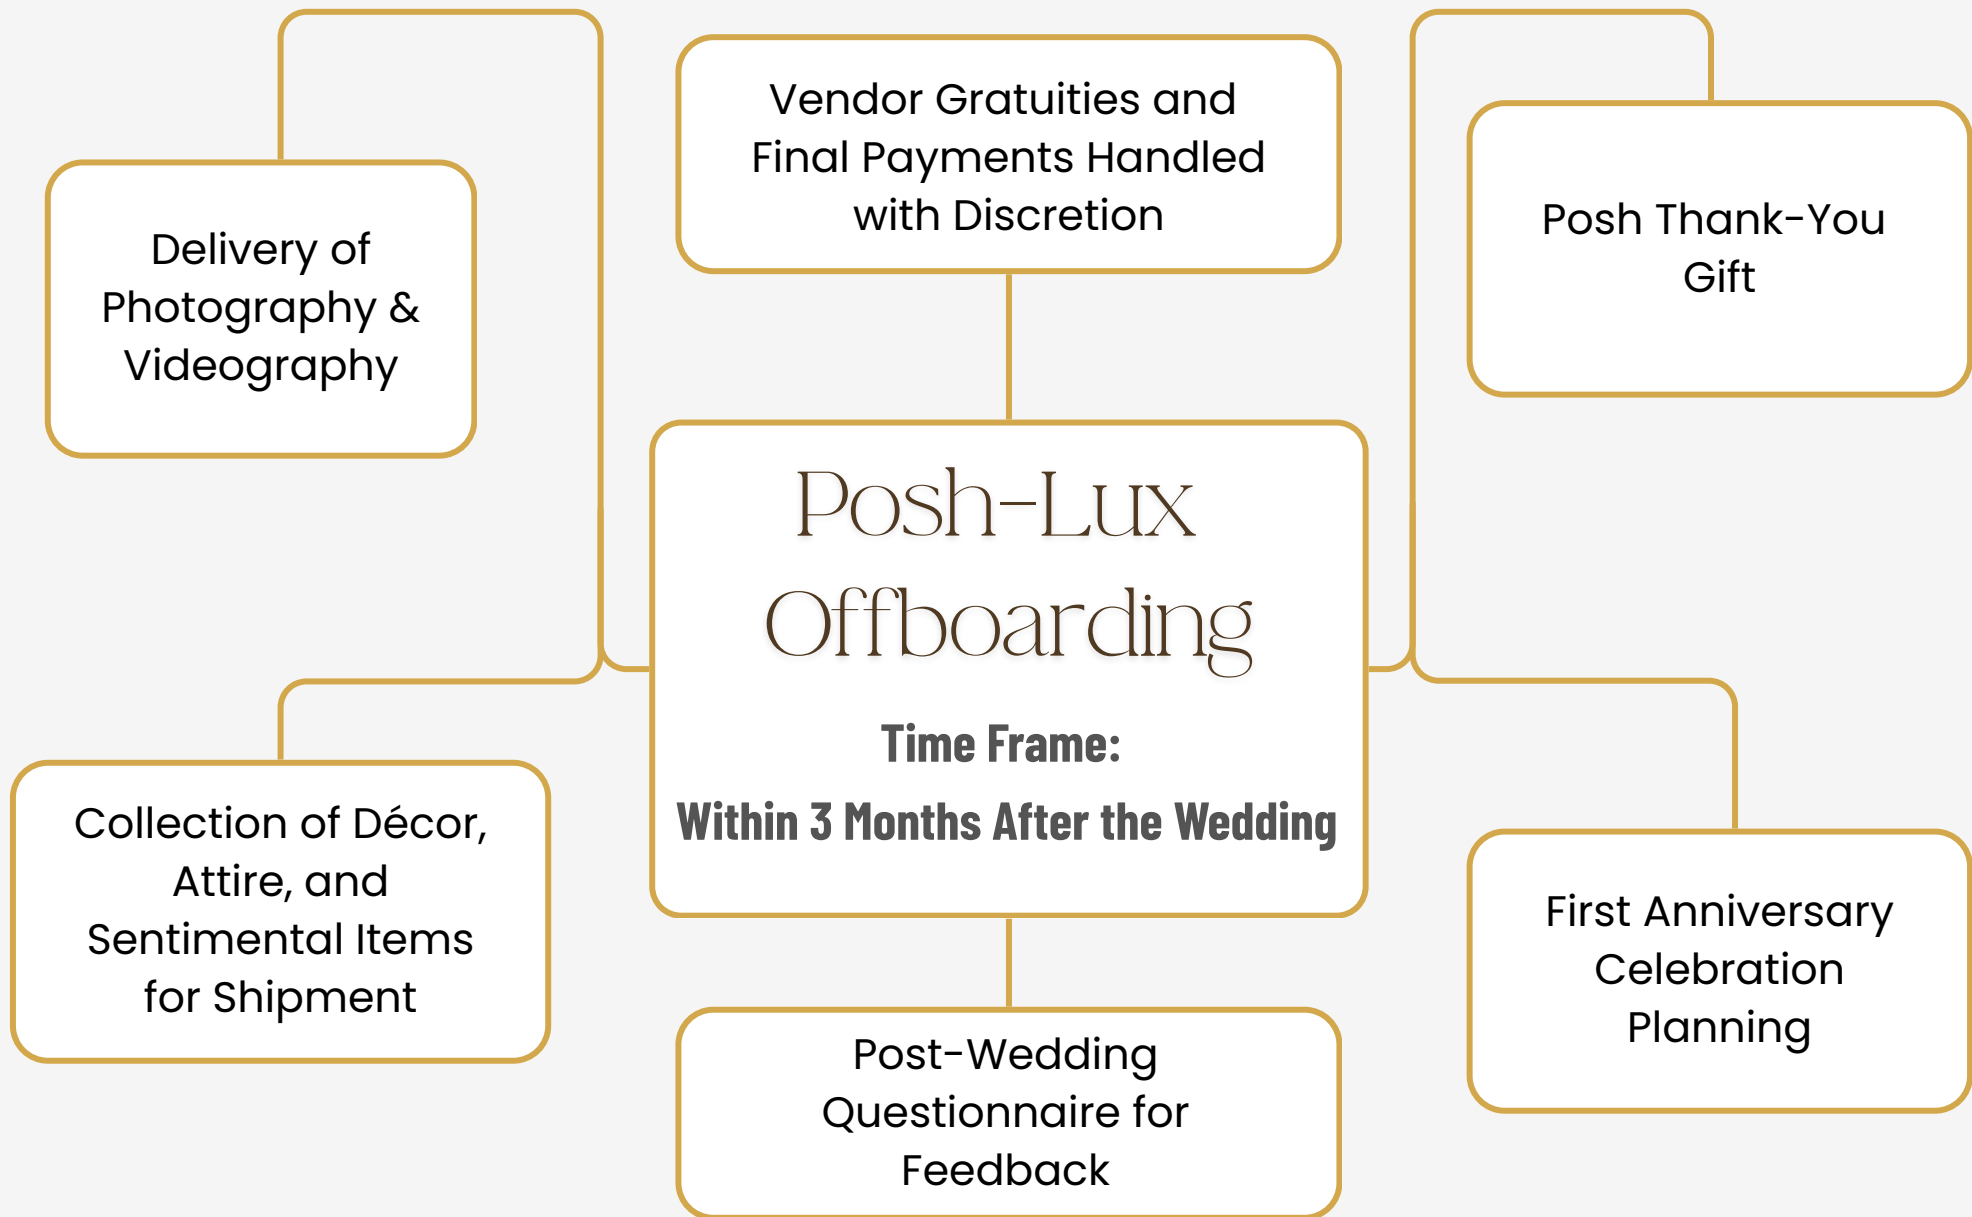 Vendor Gratuities and
Final Payments Handled
with Discretion
Delivery of
Photography &
Videography
Posh Thank-You
Gift
Posh-Lux
Offboarding
Time Frame:
Within 3 Months After the Wedding
Collection of Décor,
Attire, and
Sentimental Items
for Shipment
First Anniversary
Celebration
Planning
Post-Wedding
Questionnaire for
Feedback